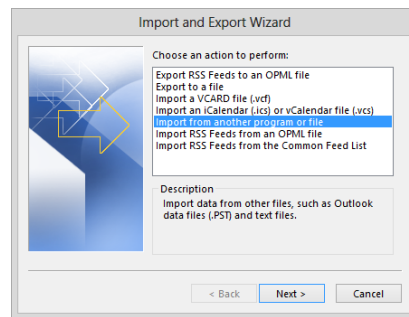 Import and Export Wizard
Choose an action to perform:
Export RSS Feeds to an OPML file
Export to a file
Import a VCARD file (.vcf)
Import an iCalendar (.ics) or vCalendar file (.vcs)
Import from another program or file
Import RSS Feeds from an OPML file
Import RSS Feeds from the Common Feed List
Description
Import data from other files, such as Outlook
data files (.PST) and text files.
< Back Next > Cancel